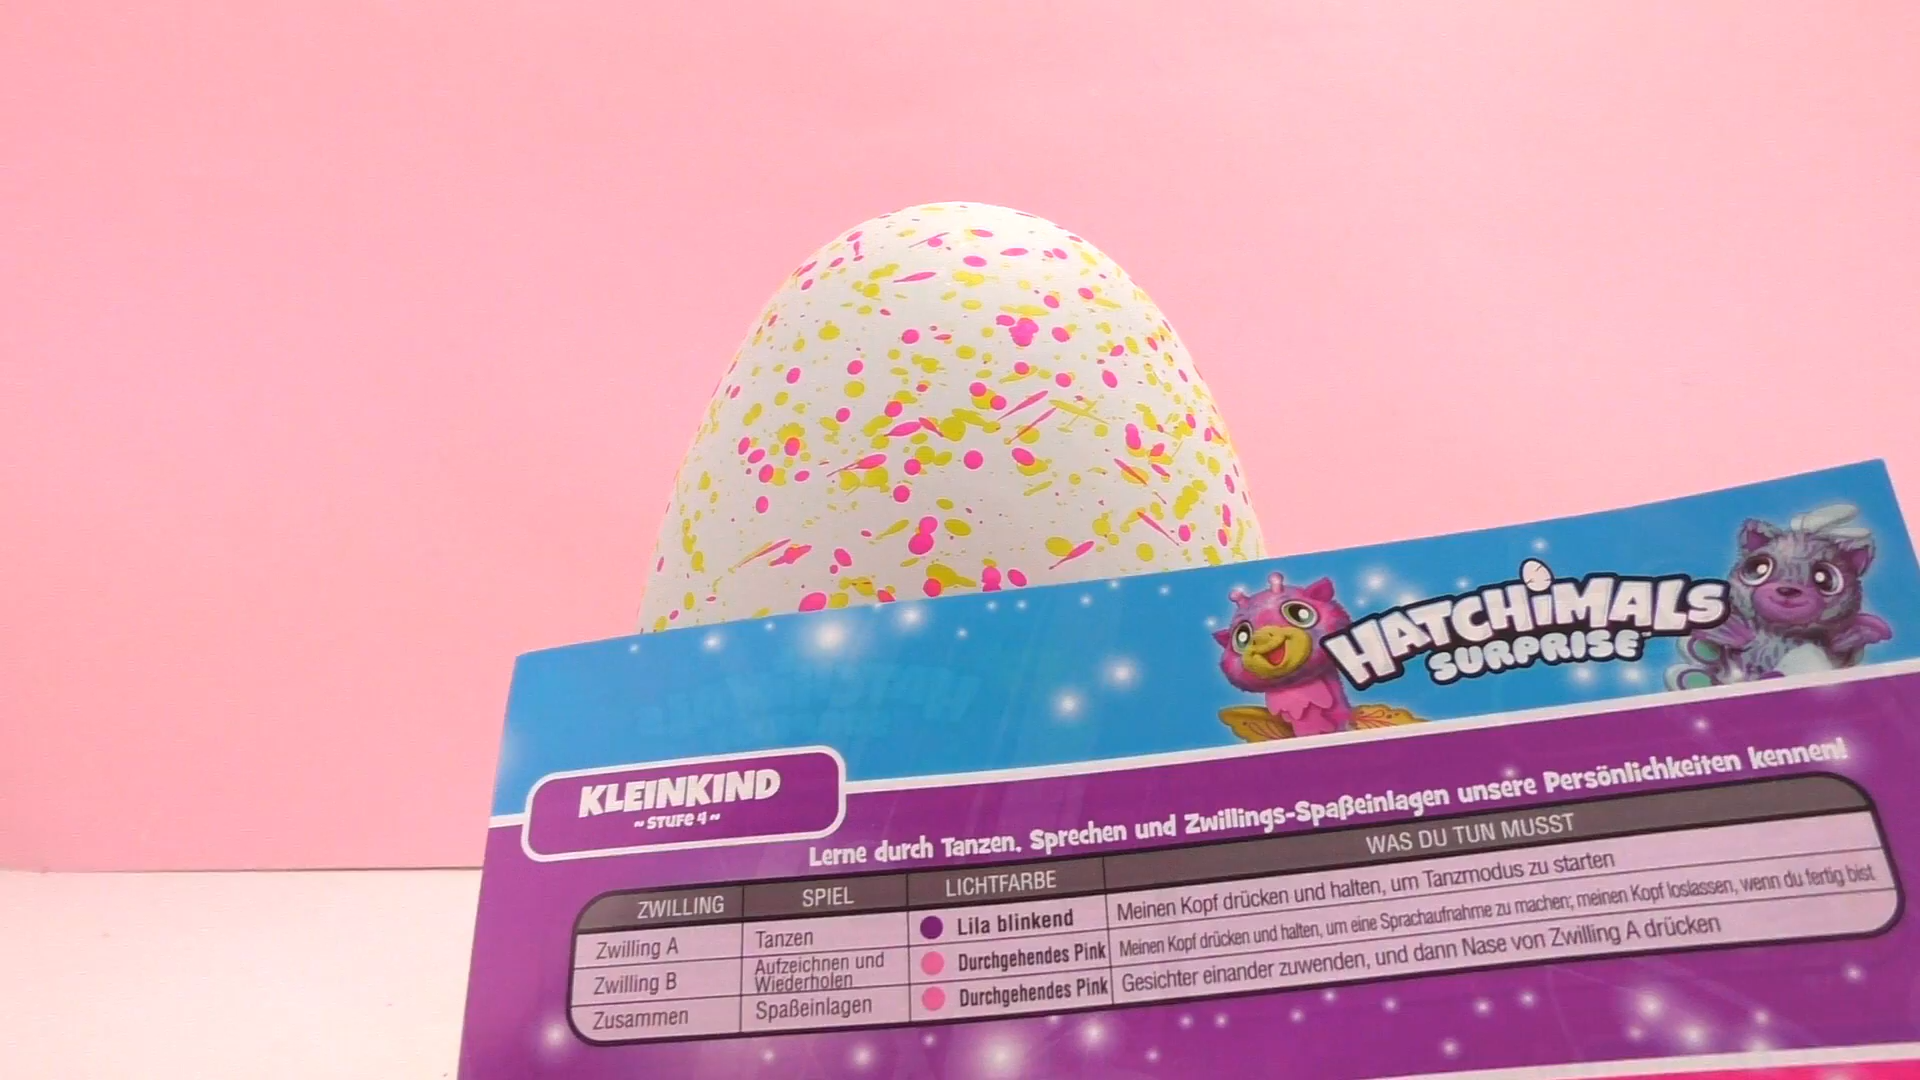 HATCHiMALS
SURPRISE™
KLEINKIND
~ STUFE 4 ~
Lerne durch Tanzen, Sprechen und Zwillings-Spaßeinlagen unsere Persönlichkeiten kennen!
ZWILLING SPIEL LICHTFARBE WAS DU TUN MUSST
Zwilling A Tanzen Lila blinkend Meinen Kopf drücken und halten, um Tanzmodus zu starten
Zwilling B Aufzeichnen und Wiederholen Durchgehendes Pink Meinen Kopf drücken und halten, um eine Sprachaufnahme zu machen; meinen Kopf loslassen, wenn du fertig bist
Zusammen Spaßeinlagen Durchgehendes Pink Gesichter einander zuwenden, und dann Nase von Zwilling A drücken